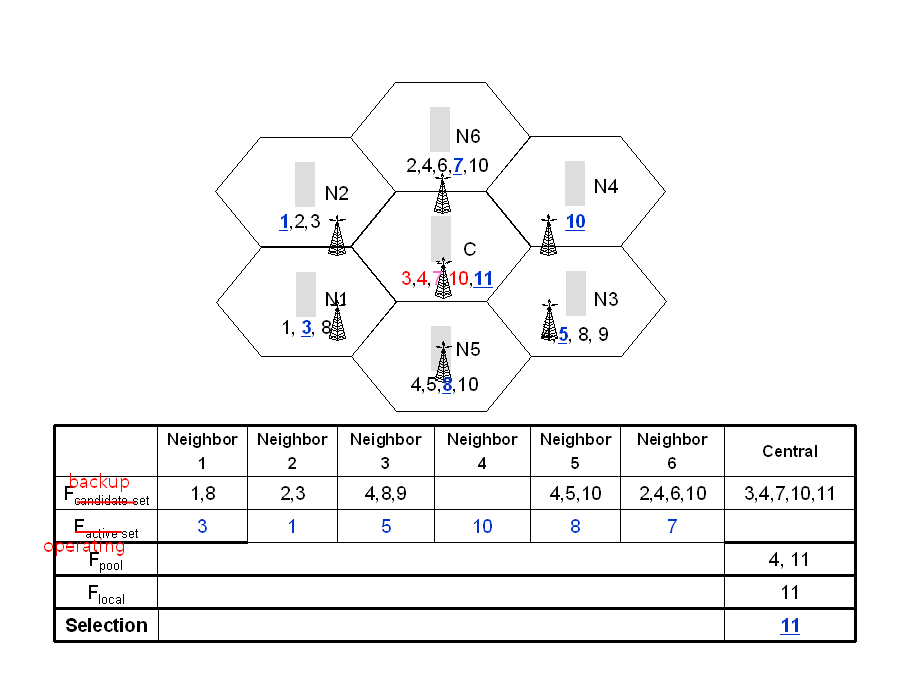 N6
2,4,6,7,10
N2
1,2,3
N4
10
C
3,4,7,10,11
N1
1, 3, 8
N3
5, 8, 9
N5
4,5,8,10
Neighbor 1 Neighbor 2 Neighbor 3 Neighbor 4 Neighbor 5 Neighbor 6 Central
backup
Fcandidate set 1,8 2,3 4,8,9 4,5,10 2,4,6,10 3,4,7,10,11
Factive set 3 1 5 10 8 7
operating
Fpool 4, 11
Flocal 11
Selection 11